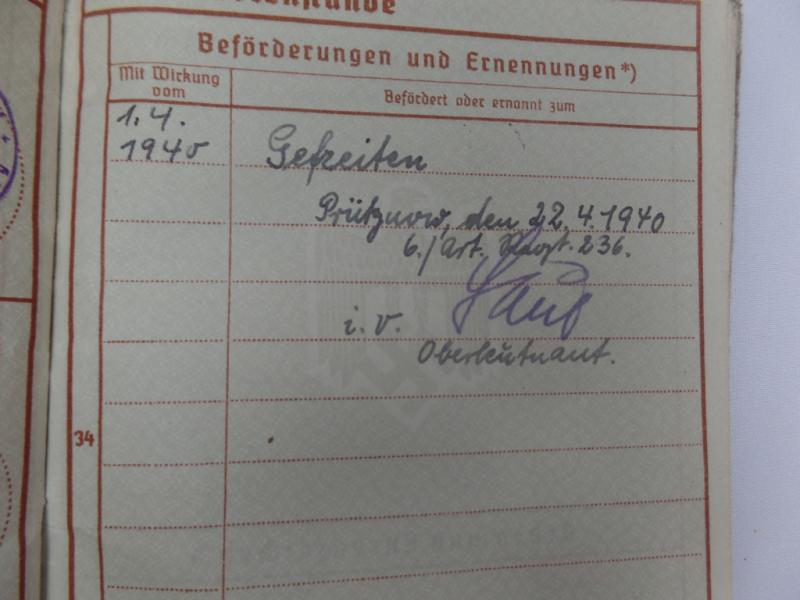 Beförderungen und Ernennungen*)
Mit Wirkung vom
Befördert oder ernannt zum
1.4.
1940
Gefreiten
den 22.4.1940
6./Art. Regt. 236.
i. V.
Oberleutnant.
34